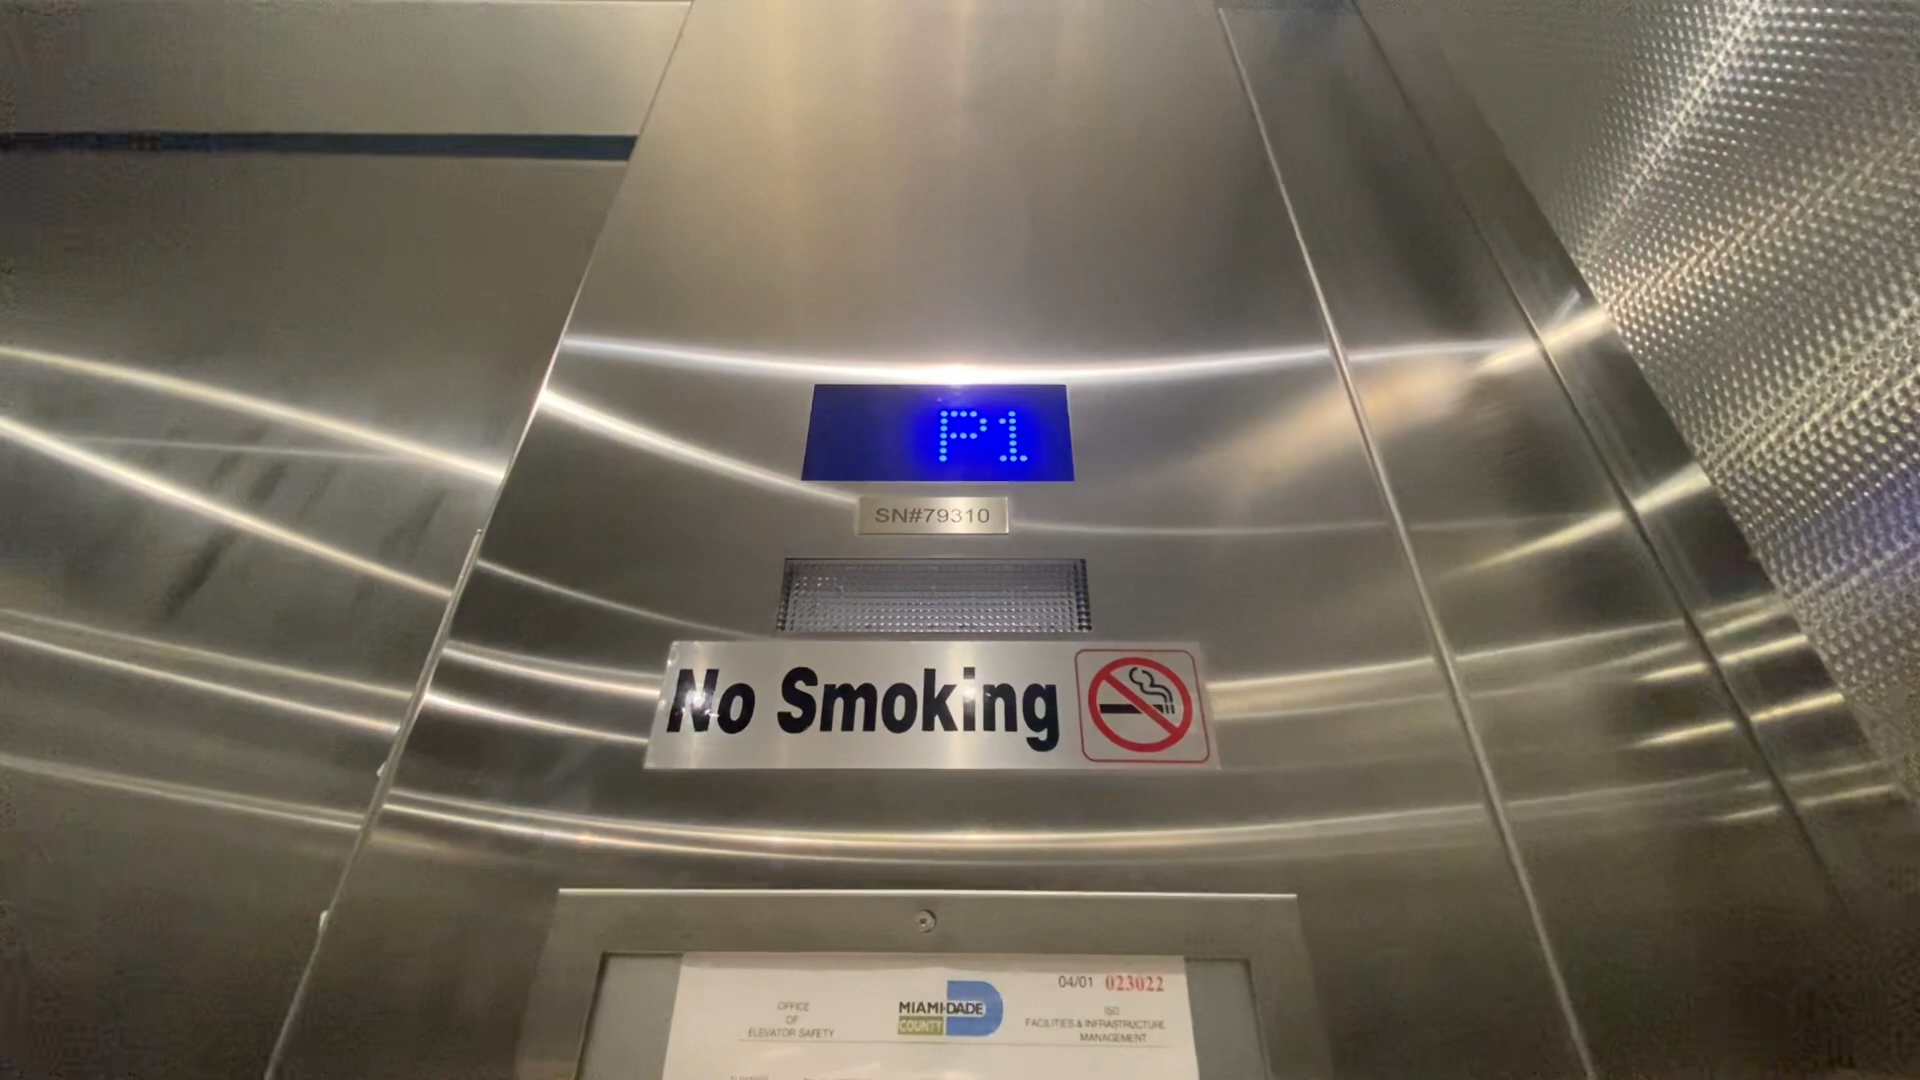 P1
SN#79310
No Smoking
04/01 023022
OFFICE
OF
ELEVATOR SAFETY
MIAMI-DADE
COUNTY
ISD
FACILITIES & INFRASTRUCTURE
MANAGEMENT